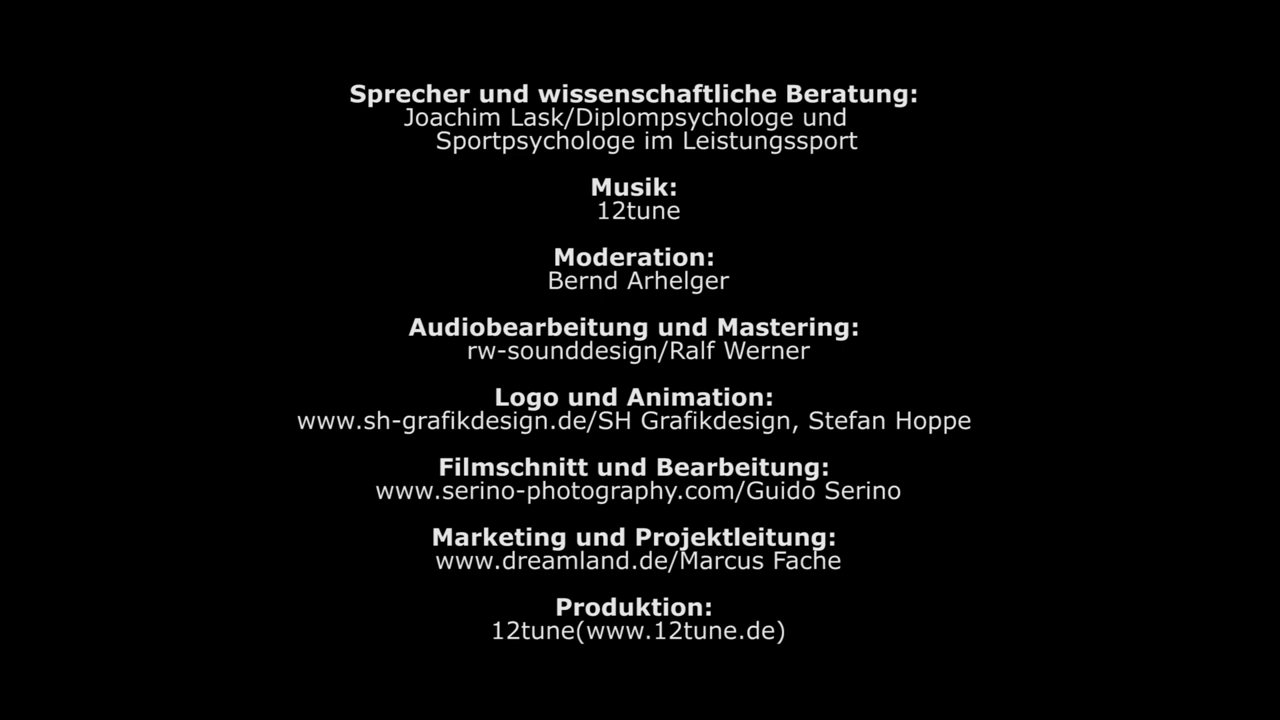 Sprecher und wissenschaftliche Beratung:
Joachim Lask/Diplompsychologe und
Sportpsychologe im Leistungssport
Musik:
12tune
Moderation:
Bernd Arhelger
Audiobearbeitung und Mastering:
rw-sounddesign/Ralf Werner
Logo und Animation:
www.sh-grafikdesign.de/SH Grafikdesign, Stefan Hoppe
Filmschnitt und Bearbeitung:
www.serino-photography.com/Guido Serino
Marketing und Projektleitung:
www.dreamland.de/Marcus Fache
Produktion:
12tune(www.12tune.de)